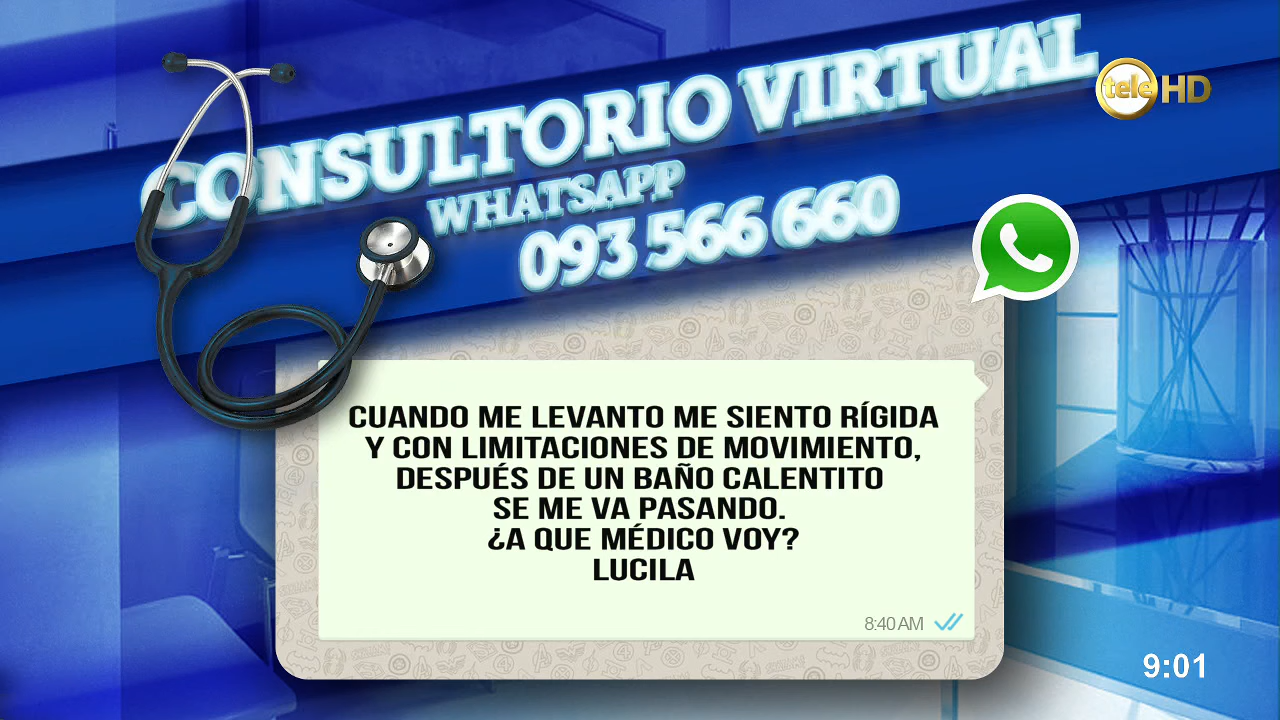 CONSULTORIO VIRTUAL
tele HD
WHATSAPP
093 566 660
CUANDO ME LEVANTO ME SIENTO RÍGIDA
Y CON LIMITACIONES DE MOVIMIENTO,
DESPUÉS DE UN BAÑO CALENTITO
SE ME VA PASANDO.
¿A QUE MÉDICO VOY?
LUCILA
8:40 AM
9:01